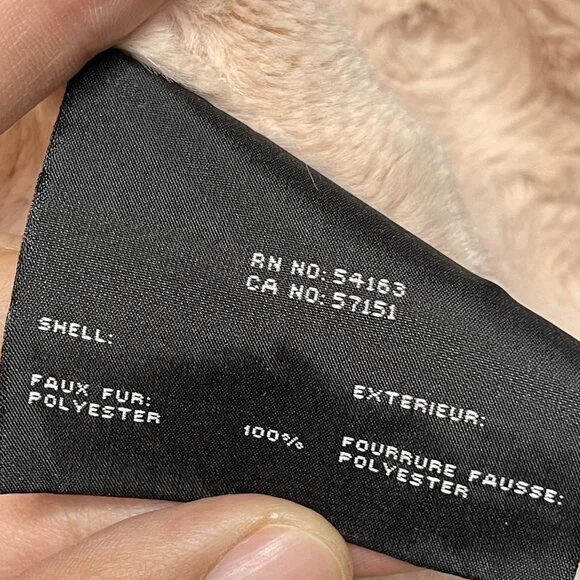 RN NO: 54163
CA NO: 57151
SHELL:
FAUX FUR:
POLYESTER
100%
EXTERIEUR:
FOURRURE FAUSSE:
POLYESTER